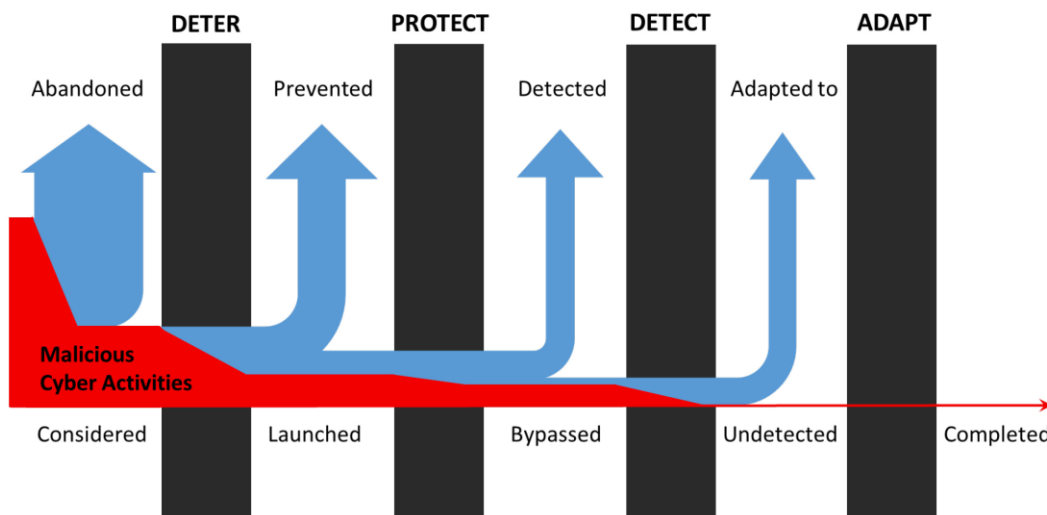 DETER
PROTECT
DETECT
ADAPT
Abandoned
Prevented
Detected
Adapted to
Malicious
Cyber Activities
Considered
Launched
Bypassed
Undetected
Completed